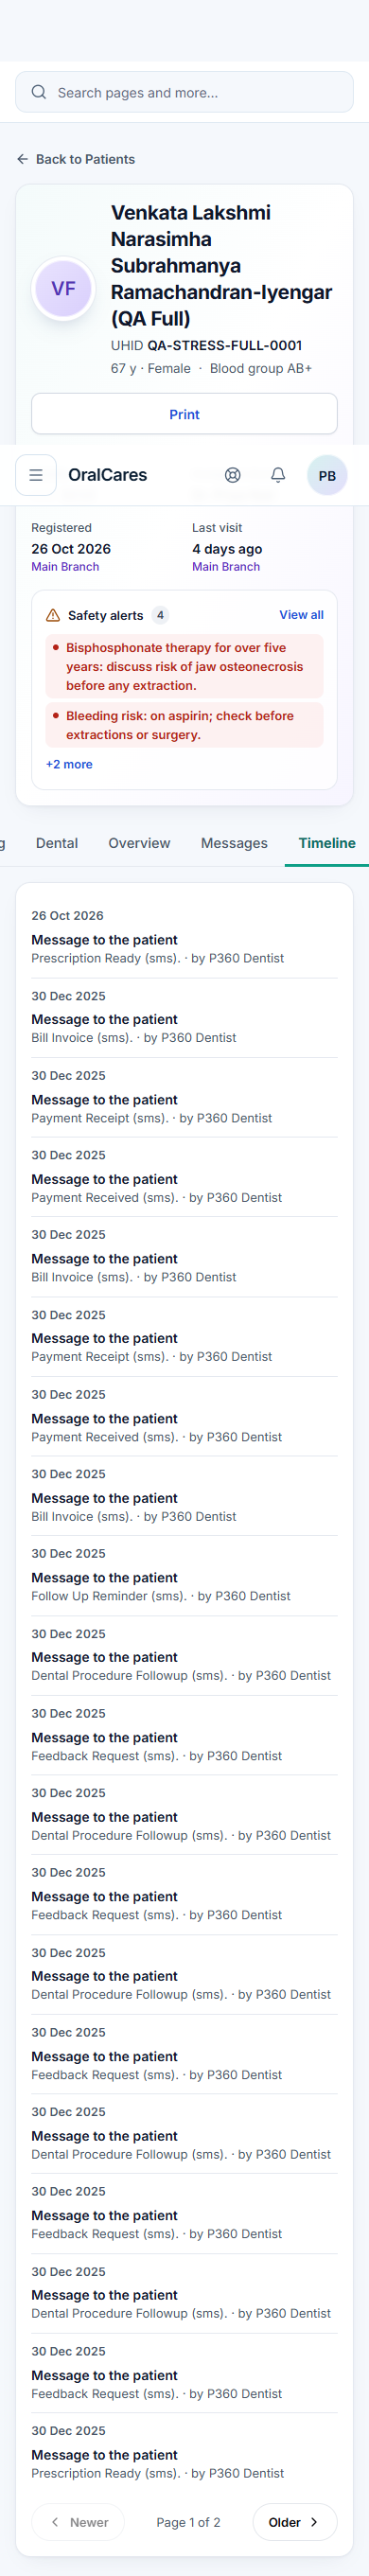 Search pages and more...
Back to Patients
VF
Venkata Lakshmi
Narasimha
Subrahmanya
Ramachandran-Iyengar
(QA Full)
UHID QA-STRESS-FULL-0001
67 y · Female · Blood group AB+
Print
OralCares
PB
Registered
Last visit
26 Oct 2026
4 days ago
Main Branch
Main Branch
Safety alerts 4
View all
Bisphosphonate therapy for over five
years: discuss risk of jaw osteonecrosis
before any extraction.
Bleeding risk: on aspirin; check before
extractions or surgery.
+2 more
g
Dental
Overview
Messages
Timeline
26 Oct 2026
Message to the patient
Prescription Ready (sms). · by P360 Dentist
30 Dec 2025
Message to the patient
Bill Invoice (sms). · by P360 Dentist
30 Dec 2025
Message to the patient
Payment Receipt (sms). · by P360 Dentist
30 Dec 2025
Message to the patient
Payment Received (sms). · by P360 Dentist
30 Dec 2025
Message to the patient
Bill Invoice (sms). · by P360 Dentist
30 Dec 2025
Message to the patient
Payment Receipt (sms). · by P360 Dentist
30 Dec 2025
Message to the patient
Payment Received (sms). · by P360 Dentist
30 Dec 2025
Message to the patient
Bill Invoice (sms). · by P360 Dentist
30 Dec 2025
Message to the patient
Follow Up Reminder (sms). · by P360 Dentist
30 Dec 2025
Message to the patient
Dental Procedure Followup (sms). · by P360 Dentist
30 Dec 2025
Message to the patient
Feedback Request (sms). · by P360 Dentist
30 Dec 2025
Message to the patient
Dental Procedure Followup (sms). · by P360 Dentist
30 Dec 2025
Message to the patient
Feedback Request (sms). · by P360 Dentist
30 Dec 2025
Message to the patient
Dental Procedure Followup (sms). · by P360 Dentist
30 Dec 2025
Message to the patient
Feedback Request (sms). · by P360 Dentist
30 Dec 2025
Message to the patient
Dental Procedure Followup (sms). · by P360 Dentist
30 Dec 2025
Message to the patient
Feedback Request (sms). · by P360 Dentist
30 Dec 2025
Message to the patient
Dental Procedure Followup (sms). · by P360 Dentist
30 Dec 2025
Message to the patient
Feedback Request (sms). · by P360 Dentist
30 Dec 2025
Message to the patient
Prescription Ready (sms). · by P360 Dentist
Newer
Page 1 of 2
Older